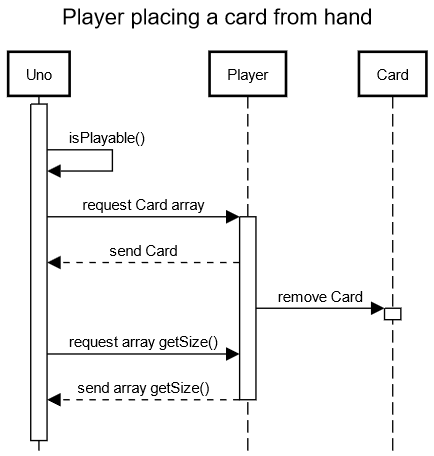 Player placing a card from hand
Uno
Player
Card
isPlayable()
request Card array
send Card
remove Card
request array getSize()
send array getSize()